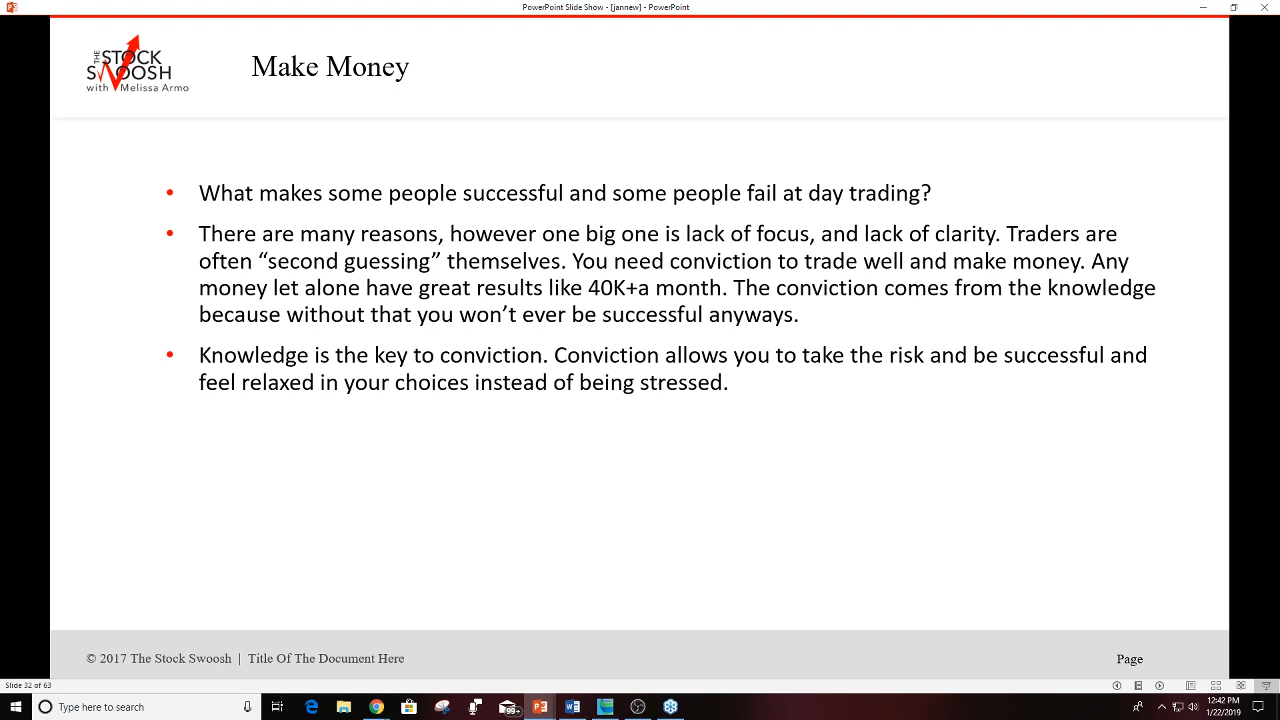 PowerPoint Slide Show - [jannew] - PowerPoint
THE
STOCK
SWOOSH
with Melissa Armo
Make Money
• What makes some people successful and some people fail at day trading?
• There are many reasons, however one big one is lack of focus, and lack of clarity. Traders are
often “second guessing” themselves. You need conviction to trade well and make money. Any
money let alone have great results like 40K+a month. The conviction comes from the knowledge
because without that you won’t ever be successful anyways.
• Knowledge is the key to conviction. Conviction allows you to take the risk and be successful and
feel relaxed in your choices instead of being stressed.
© 2017 The Stock Swoosh | Title Of The Document Here
Page
Slide 32 of 63
Type here to search
99+
12:42 PM
1/22/2019